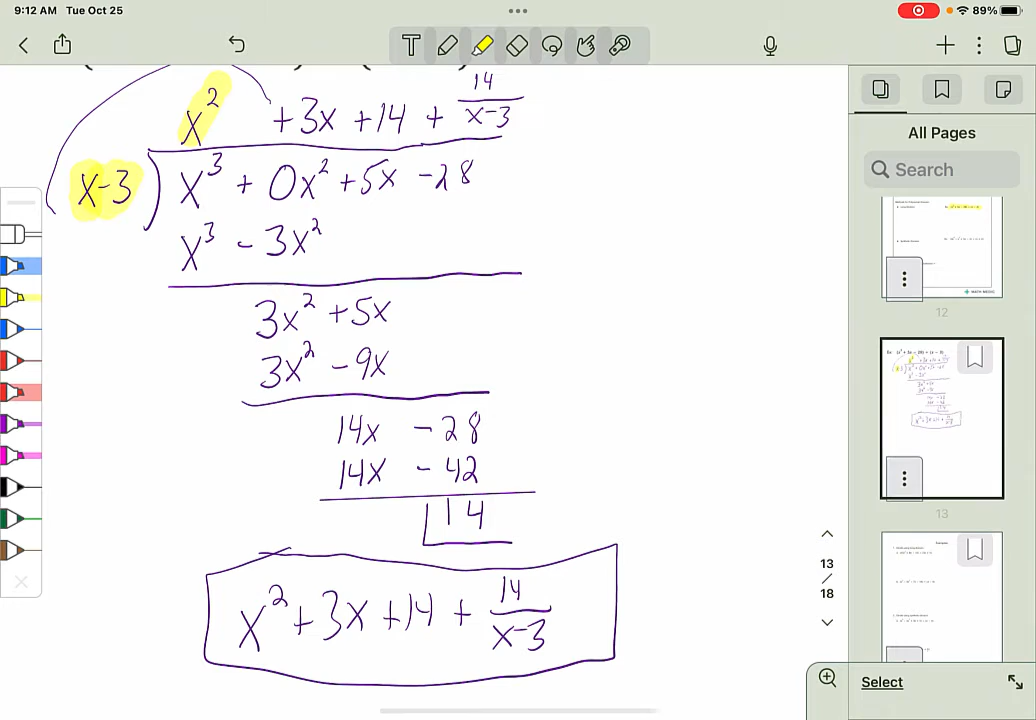 9:12 AM Tue Oct 25
89%
T
x² +3x +14 + 14/(x-3)
x-3 ) x³ + 0x² +5x -28
x³ - 3x²
3x² +5x
3x² -9x
14x -28
14x -42
14
x² +3x +14 + 14/(x-3)
All Pages
Search
12
13
13
/
18
Select